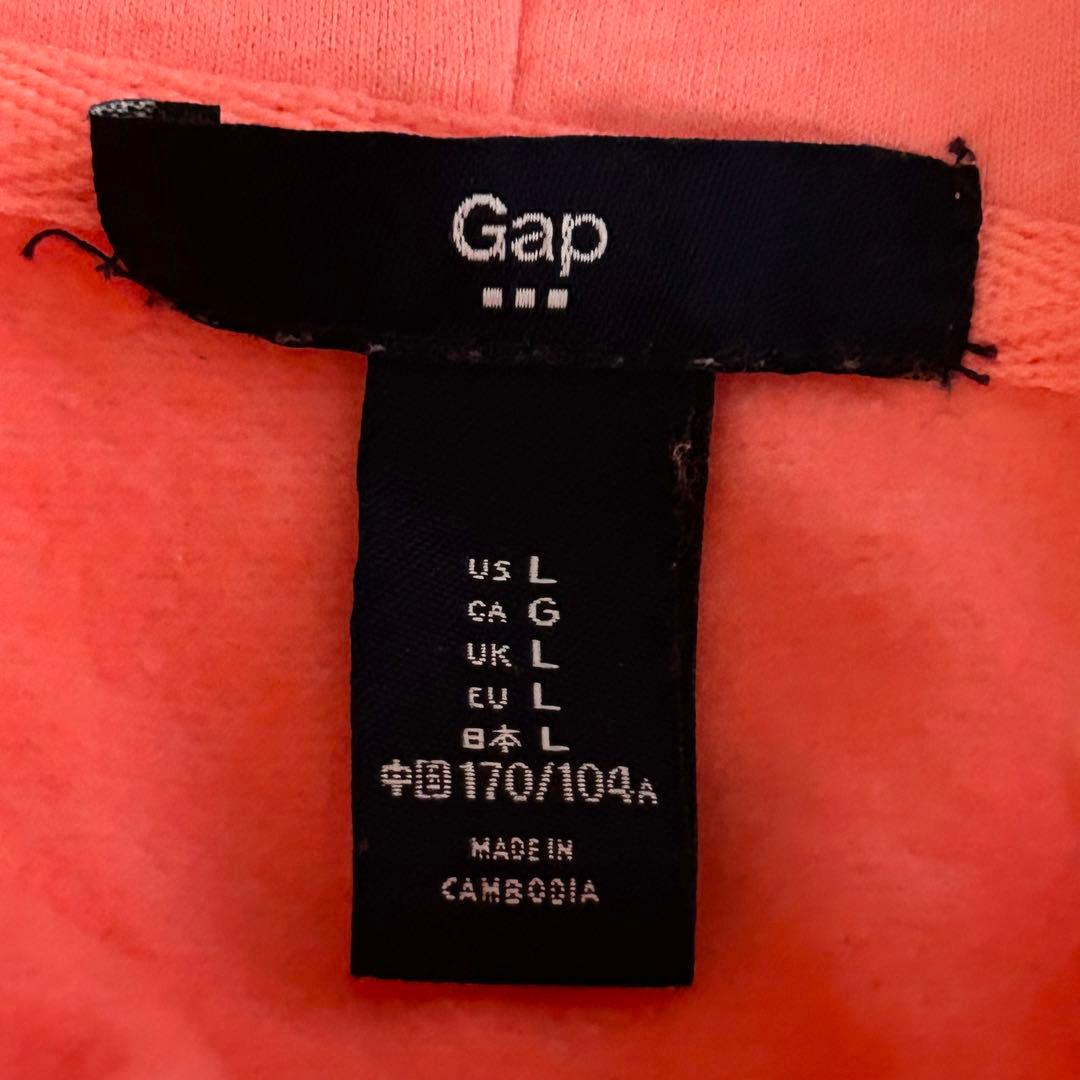 Gap
US L
CA G
UK L
EU L
日本 L
中国 170/104A
MADE IN
CAMBODIA